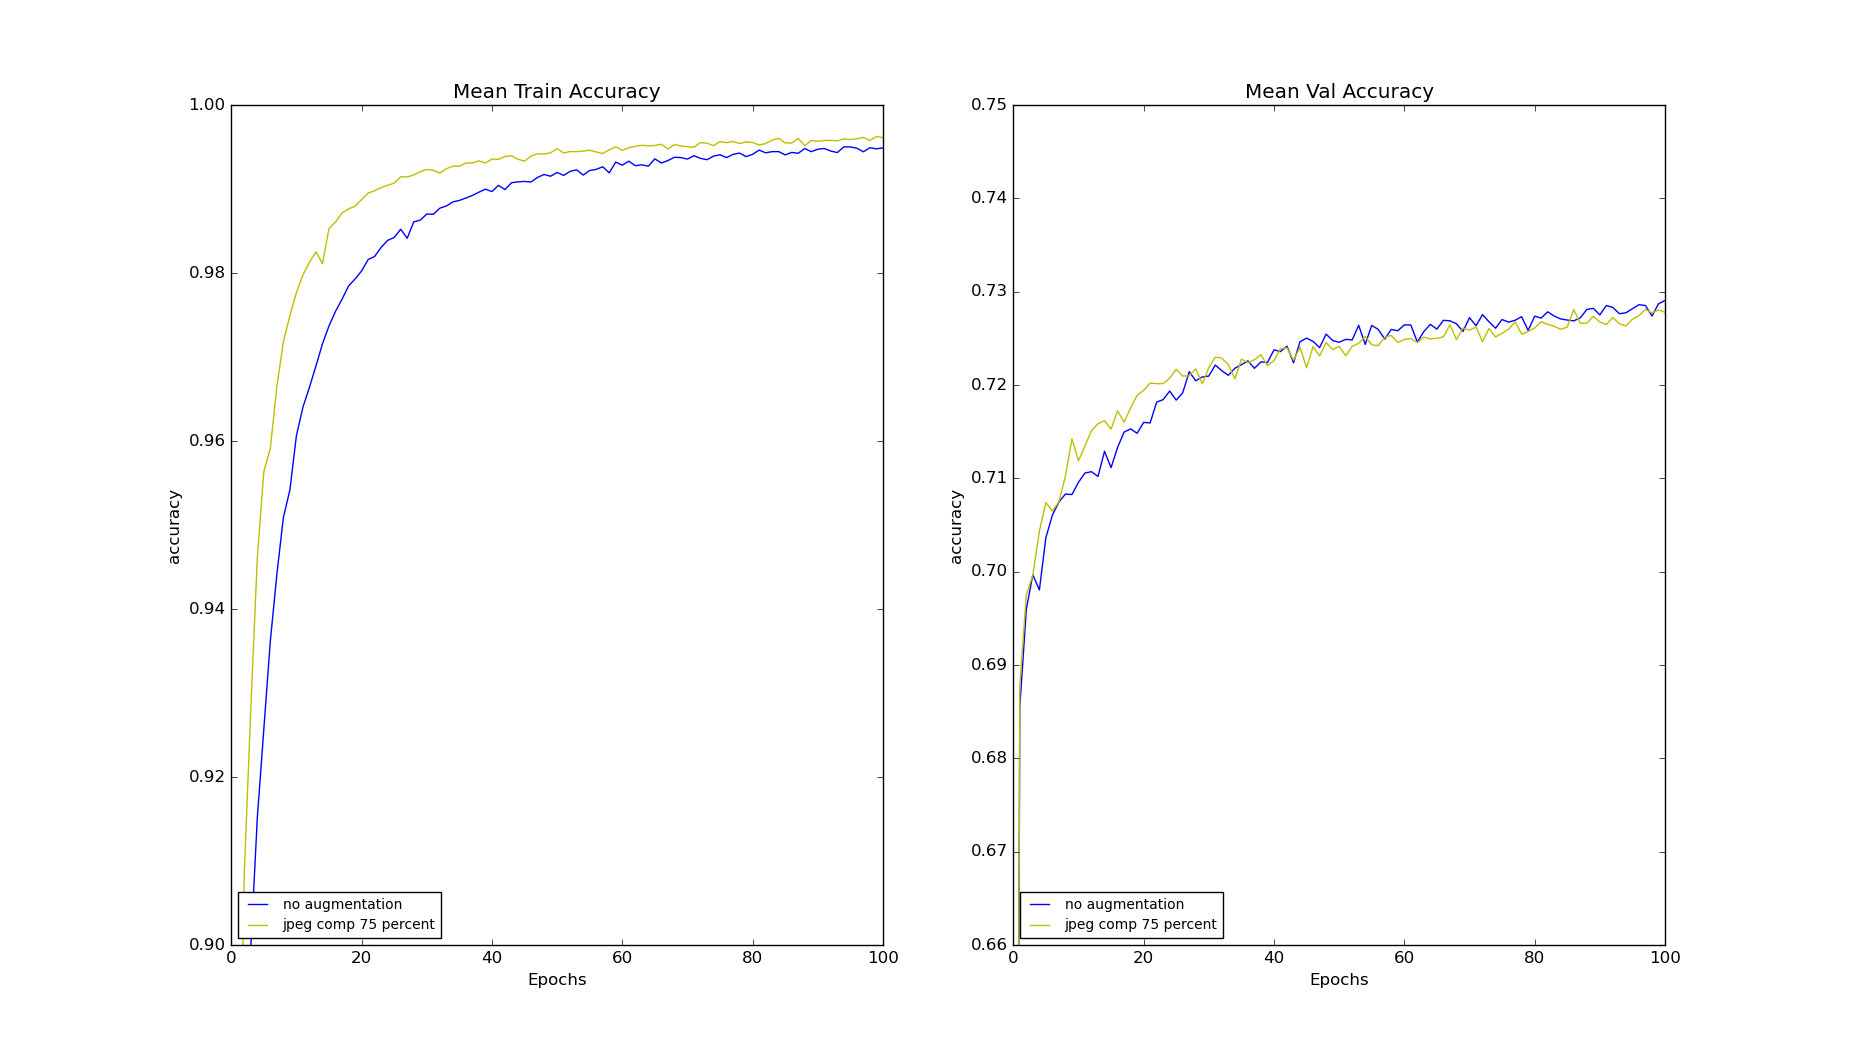 Mean Train Accuracy
1.00
0.98
0.96
0.94
0.92
0.90
accuracy
0 20 40 60 80 100
Epochs
no augmentation
jpeg comp 75 percent
Mean Val Accuracy
0.75
0.74
0.73
0.72
0.71
0.70
0.69
0.68
0.67
0.66
accuracy
0 20 40 60 80 100
Epochs
no augmentation
jpeg comp 75 percent